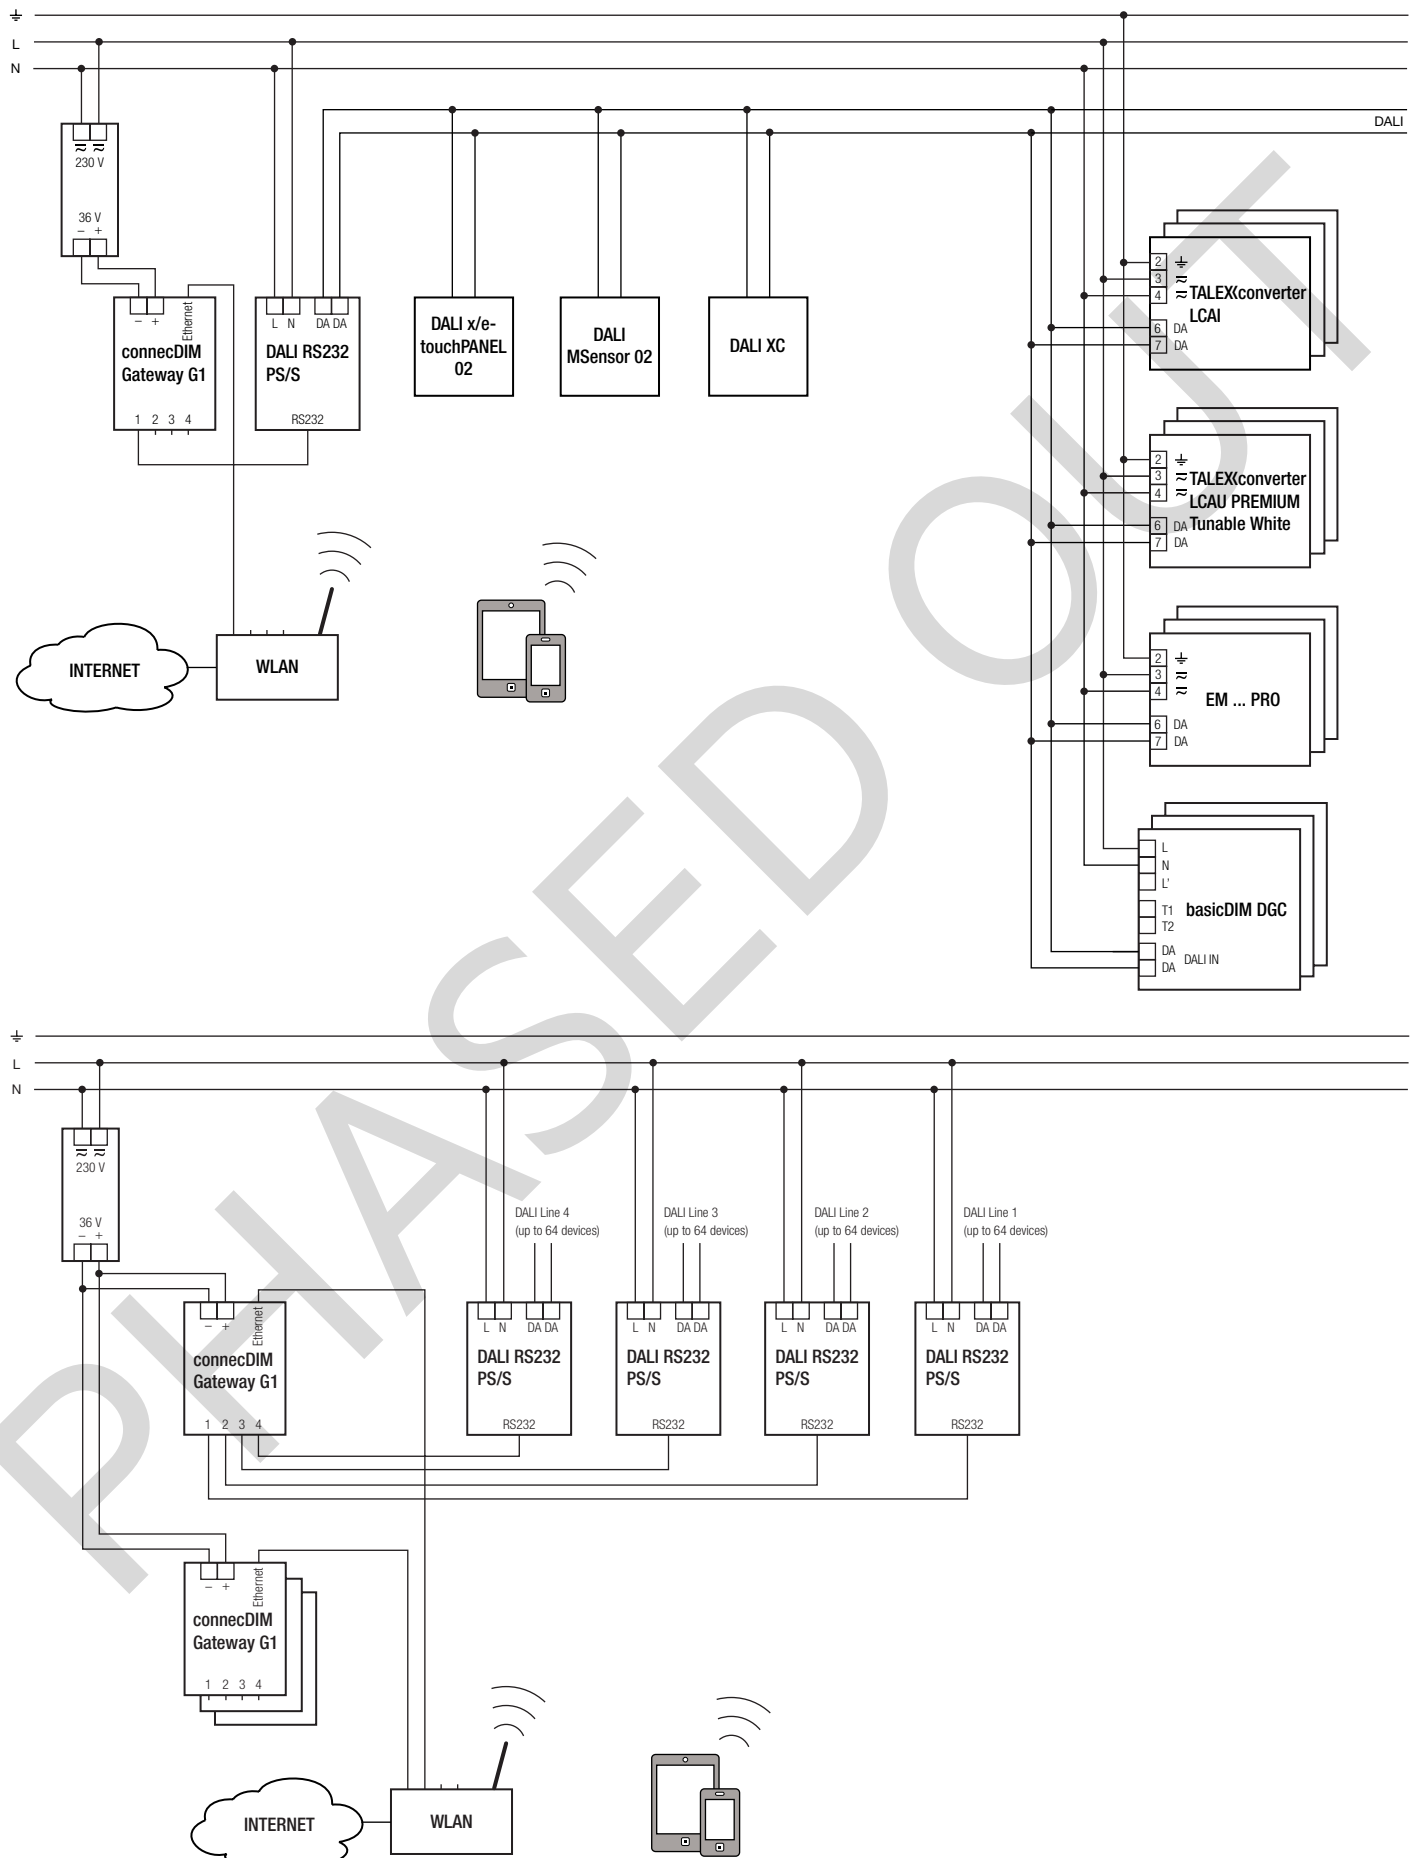 L
N
DALI
230 V
36 V
– +
– +
Ethernet
connecDIM
Gateway G1
1 2 3 4
L N DA DA
DALI RS232
PS/S
RS232
DALI x/e-
touchPANEL
02
DALI
MSensor 02
DALI XC
2
3
4
6 DA
7 DA
TALEXXconverter
LCAI
2
3
4
6 DA
7 DA
TALEXXconverter
LCAU PREMIUM
Tunable White
2
3
4
6 DA
7 DA
EM ... PRO
L
N
L'
T1
T2
DA
DA
DALI IN
basicDIM DGC
INTERNET
WLAN
PHASED OUT
L
N
230 V
36 V
– +
– +
Ethernet
connecDIM
Gateway G1
1 2 3 4
DALI Line 4
(up to 64 devices)
L N DA DA
DALI RS232
PS/S
RS232
DALI Line 3
(up to 64 devices)
L N DA DA
DALI RS232
PS/S
RS232
DALI Line 2
(up to 64 devices)
L N DA DA
DALI RS232
PS/S
RS232
DALI Line 1
(up to 64 devices)
L N DA DA
DALI RS232
PS/S
RS232
– +
Ethernet
connecDIM
Gateway G1
1 2 3 4
INTERNET
WLAN